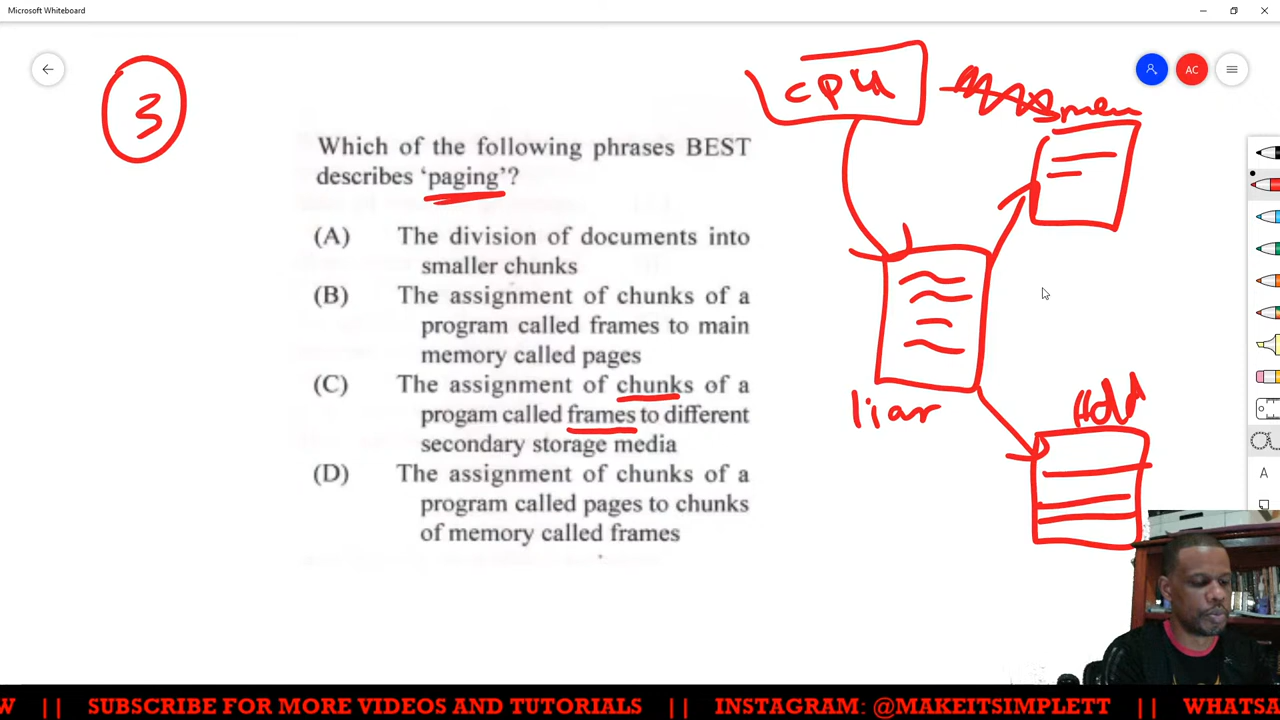 Microsoft Whiteboard
AC
3
Which of the following phrases BEST
describes ‘paging’?
(A) The division of documents into
smaller chunks
(B) The assignment of chunks of a
program called frames to main
memory called pages
(C) The assignment of chunks of a
progam called frames to different
secondary storage media
(D) The assignment of chunks of a
program called pages to chunks
of memory called frames
CPU
mem
liar
Hdd
A
W || SUBSCRIBE FOR MORE VIDEOS AND TUTORIALS || INSTAGRAM: @MAKEITSIMPLETT || WHATSA